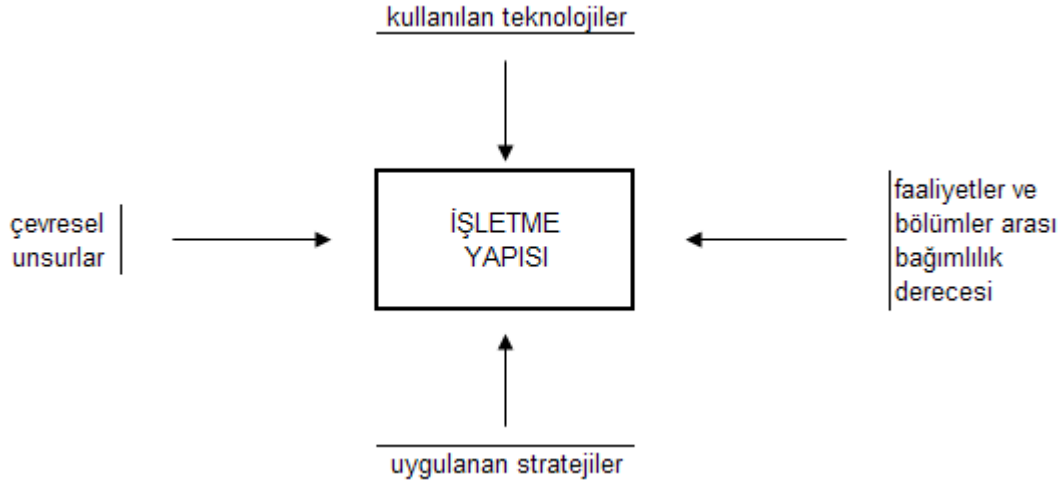 kullanılan teknolojiler
çevresel
unsurlar
İŞLETME
YAPISI
faaliyetler ve
bölümler arası
bağımlılık
derecesi
uygulanan stratejiler